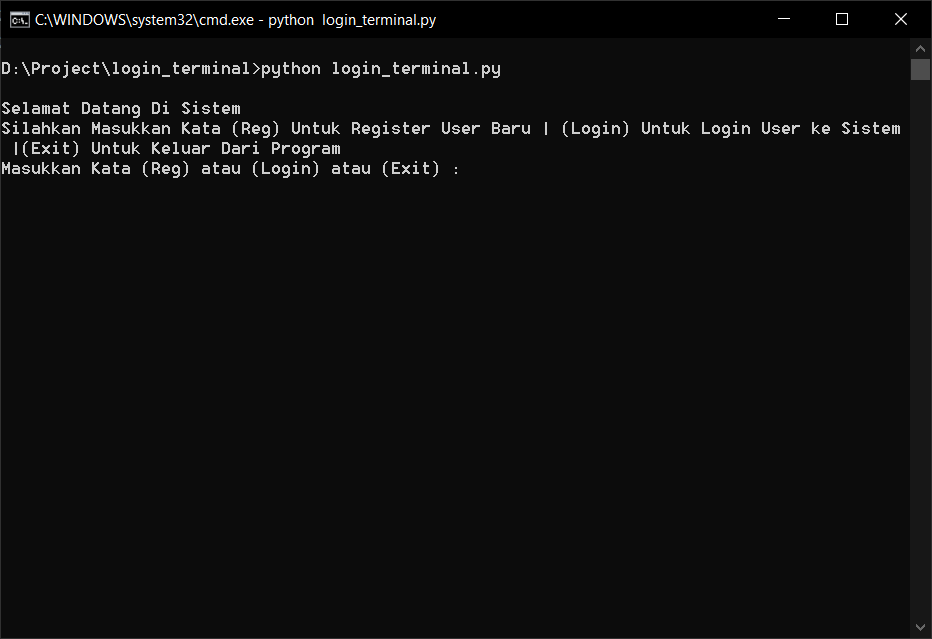 C:\WINDOWS\system32\cmd.exe - python  login_terminal.py
D:\Project\login_terminal>python login_terminal.py
Selamat Datang Di Sistem
Silahkan Masukkan Kata (Reg) Untuk Register User Baru | (Login) Untuk Login User ke Sistem
|(Exit) Untuk Keluar Dari Program
Masukkan Kata (Reg) atau (Login) atau (Exit) :